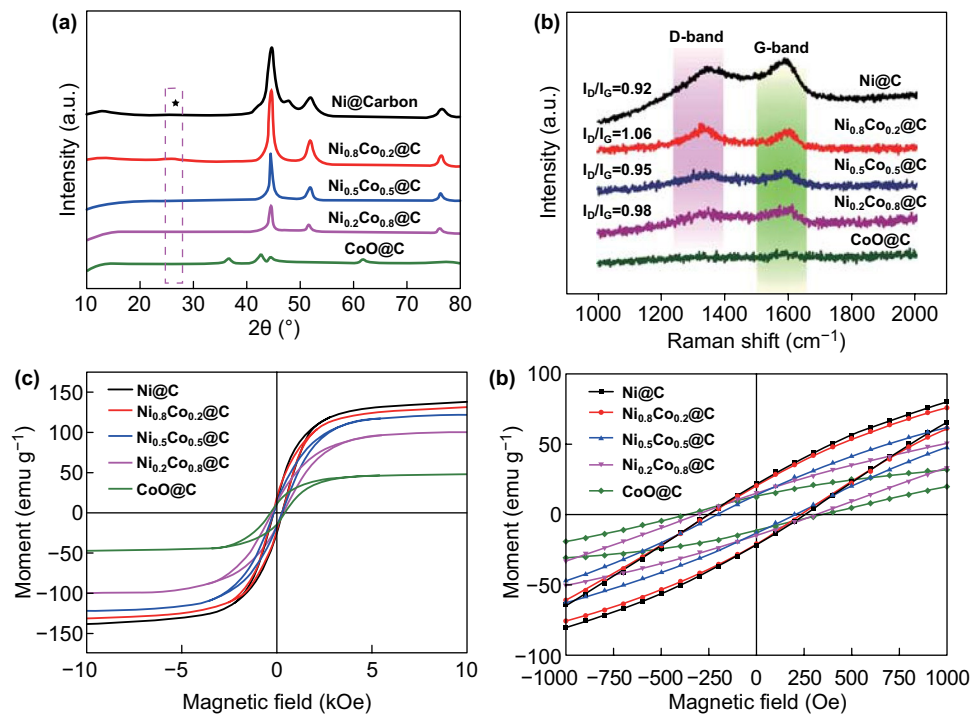 (a)
Intensity (a.u.)
★
Ni@Carbon
Ni0.8Co0.2@C
Ni0.5Co0.5@C
Ni0.2Co0.8@C
CoO@C
10 20 30 40 50 60 70 80
2θ (°)
(b)
Intensity (a.u.)
D-band
G-band
ID/IG=0.92
Ni@C
ID/IG=1.06
Ni0.8Co0.2@C
ID/IG=0.95
Ni0.5Co0.5@C
ID/IG=0.98
Ni0.2Co0.8@C
CoO@C
1000 1200 1400 1600 1800 2000
Raman shift (cm−1)
(c)
Moment (emu g−1)
150
100
50
0
−50
−100
−150
Ni@C
Ni0.8Co0.2@C
Ni0.5Co0.5@C
Ni0.2Co0.8@C
CoO@C
−10 −5 0 5 10
Magnetic field (kOe)
(b)
Moment (emu g−1)
100
50
0
−50
−100
Ni@C
Ni0.8Co0.2@C
Ni0.5Co0.5@C
Ni0.2Co0.8@C
CoO@C
−1000 −750 −500 −250 0 250 500 750 1000
Magnetic field (Oe)